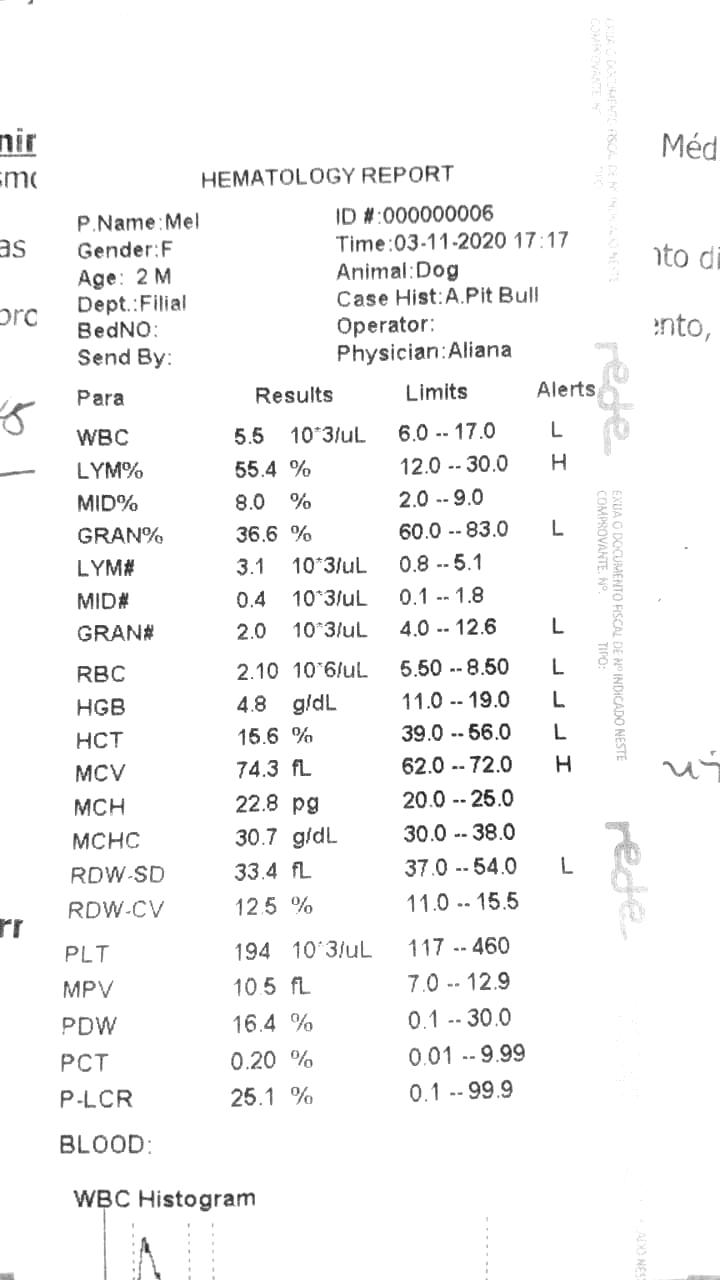 HEMATOLOGY REPORT
P.Name:Mel ID #:000000006
Gender:F Time:03-11-2020 17:17
Age: 2 M Animal:Dog
Dept.:Filial Case Hist:A.Pit Bull
BedNO: Operator:
Send By: Physician:Aliana
Para Results Limits Alerts
WBC 5.5 10^3/uL 6.0 -- 17.0 L
LYM% 55.4 % 12.0 -- 30.0 H
MID% 8.0 % 2.0 -- 9.0
GRAN% 36.6 % 60.0 -- 83.0 L
LYM# 3.1 10^3/uL 0.8 -- 5.1
MID# 0.4 10^3/uL 0.1 -- 1.8
GRAN# 2.0 10^3/uL 4.0 -- 12.6 L
RBC 2.10 10^6/uL 5.50 -- 8.50 L
HGB 4.8 g/dL 11.0 -- 19.0 L
HCT 15.6 % 39.0 -- 56.0 L
MCV 74.3 fL 62.0 -- 72.0 H
MCH 22.8 pg 20.0 -- 25.0
MCHC 30.7 g/dL 30.0 -- 38.0
RDW-SD 33.4 fL 37.0 -- 54.0 L
RDW-CV 12.5 % 11.0 -- 15.5
PLT 194 10^3/uL 117 -- 460
MPV 10.5 fL 7.0 -- 12.9
PDW 16.4 % 0.1 -- 30.0
PCT 0.20 % 0.01 -- 9.99
P-LCR 25.1 % 0.1 -- 99.9
BLOOD:
WBC Histogram
Méd
nto di
ento,
rede
EXIJA O DOCUMENTO FISCAL DE Nº INDICADO NESTE
COMPROVANTE. Nº. TIPO:
rede